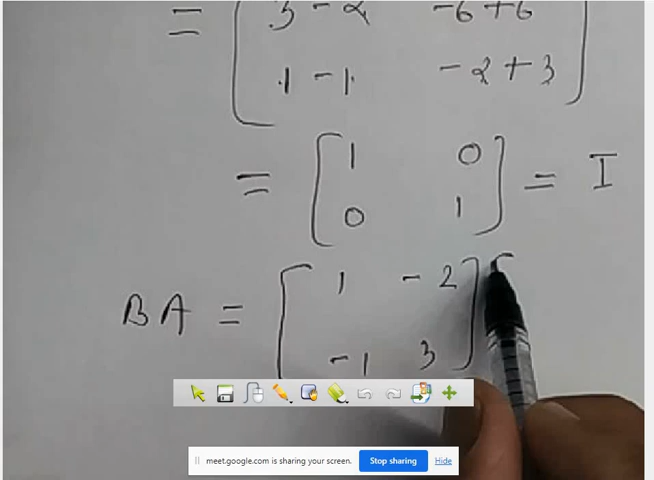 = [ 3 - 2 -6 + 6
1 - 1 - 2 + 3 ]
= [ 1 0
0 1 ] = I
BA = [ 1 - 2
- 1 3 ] [
meet.google.com is sharing your screen. Stop sharing Hide